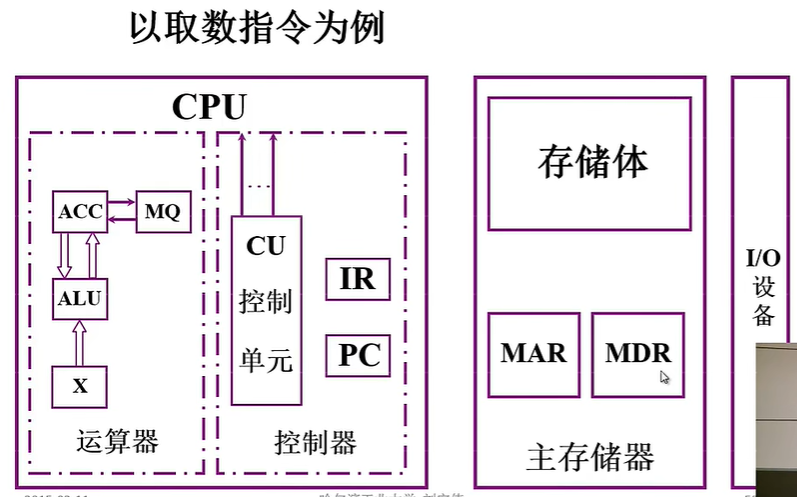 以取数指令为例
CPU
ACC
MQ
ALU
X
运算器
...
CU
控制
单元
IR
PC
控制器
存储体
MAR
MDR
主存储器
I/O
设
备